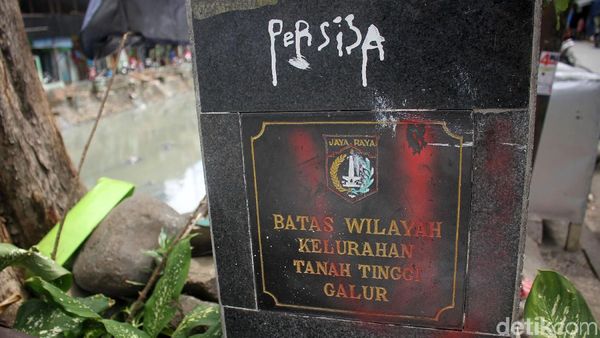 PeRSiJA
JAYA RAYA
BATAS WILAYAH
KELURAHAN
TANAH TINGGI
GALUR
detikcom